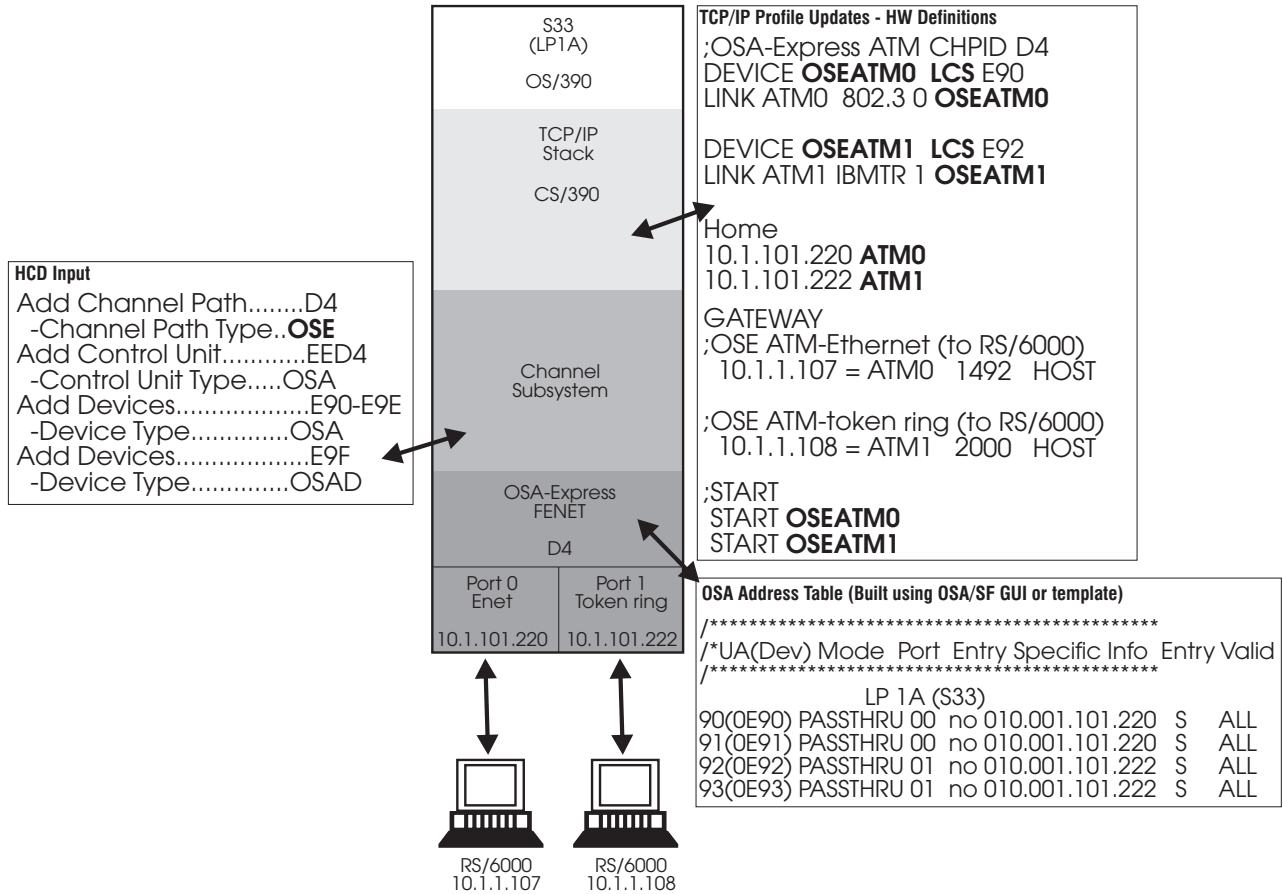 S33
(LP1A)
OS/390
TCP/IP
Stack
CS/390
Channel
Subsystem
OSA-Express
FENET
D4
Port 0
Enet
10.1.101.220
Port 1
Token ring
10.1.101.222
RS/6000
10.1.1.107
RS/6000
10.1.1.108
HCD Input
Add Channel Path........D4
-Channel Path Type..OSE
Add Control Unit............EED4
-Control Unit Type.....OSA
Add Devices...................E90-E9E
-Device Type..............OSA
Add Devices...................E9F
-Device Type.............OSAD
TCP/IP Profile Updates - HW Definitions
;OSA-Express ATM CHPID D4
DEVICE OSEATM0 LCS E90
LINK ATM0 802.3 0 OSEATM0
DEVICE OSEATM1 LCS E92
LINK ATM1 IBMTR 1 OSEATM1
Home
10.1.101.220 ATM0
10.1.101.222 ATM1
GATEWAY
;OSE ATM-Ethernet (to RS/6000)
10.1.1.107 = ATM0 1492 HOST
;OSE ATM-token ring (to RS/6000)
10.1.1.108 = ATM1 2000 HOST
;START
START OSEATM0
START OSEATM1
OSA Address Table (Built using OSA/SF GUI or template)
/***********************************************
/*UA(Dev) Mode Port Entry Specific Info Entry Valid
/***********************************************
LP 1A (S33)
90(0E90) PASSTHRU 00 no 010.001.101.220 S ALL
91(0E91) PASSTHRU 00 no 010.001.101.220 S ALL
92(0E92) PASSTHRU 01 no 010.001.101.222 S ALL
93(0E93) PASSTHRU 01 no 010.001.101.222 S ALL